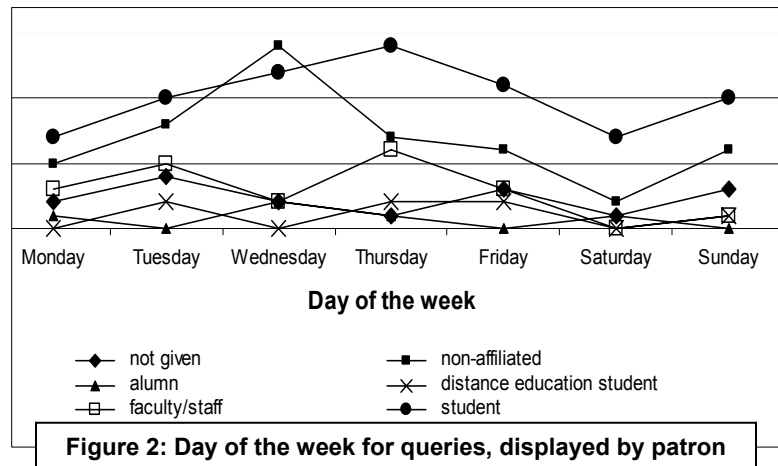 Monday Tuesday Wednesday Thursday Friday Saturday Sunday
Day of the week
not given non-affiliated
alumn distance education student
faculty/staff student
Figure 2: Day of the week for queries, displayed by patron